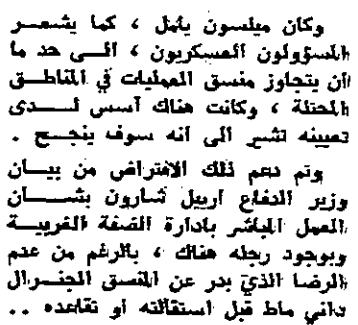 وكان ميلسون يأمل ، كما يشعر
المسؤولون العسكريون ، الى حد ما
أن يتجاوز منسق العمليات في المناطق
المحتلة ، وكانت هناك أسس لدى
تعيينه تشير الى انه سوف ينجح .
وتم دعم ذلك الافتراض من بيان
وزير الدفاع اريیل شارون بشان
العمل المباشر بادارة الضفة الغربية
وبوجود رجله هناك ، بالرغم من عدم
الرضا الذي بدر عن المنسق الجنرال
داني ماط قبل استقالته او تقاعده ..